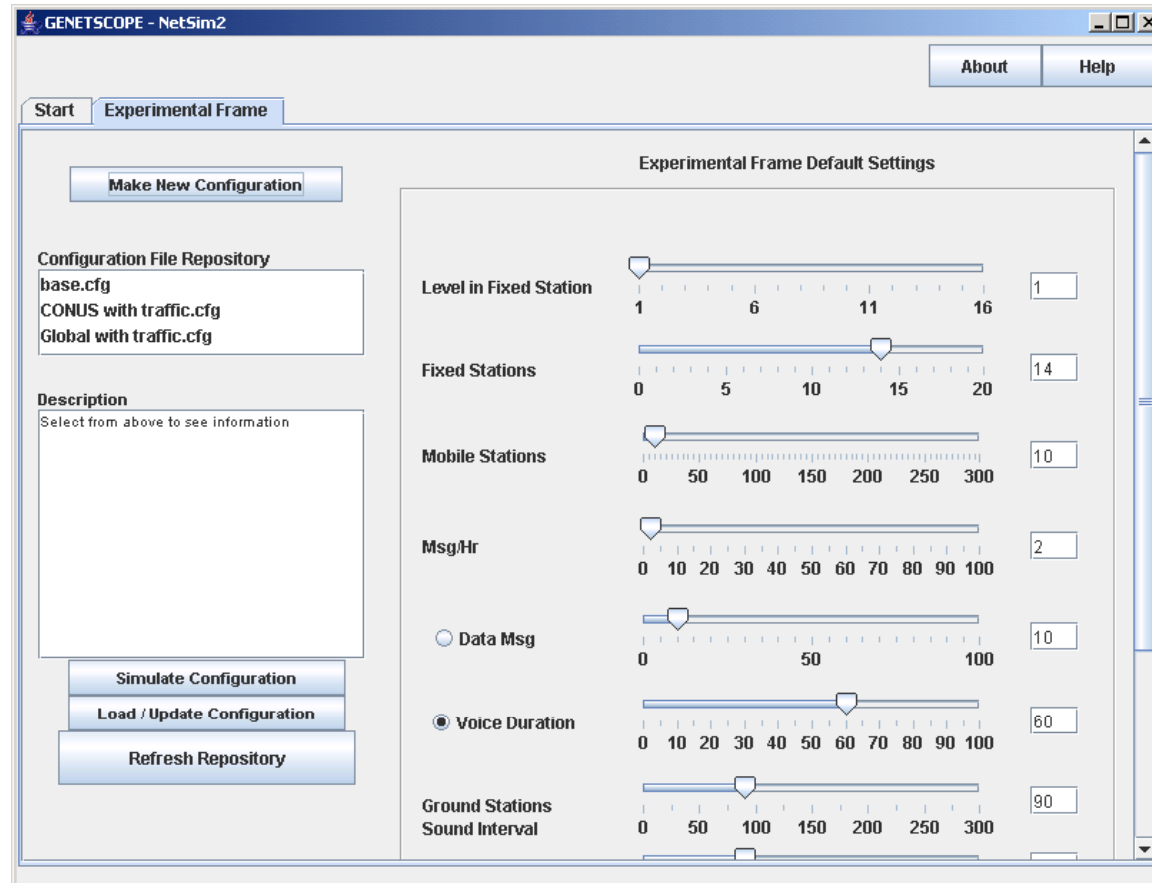 GENETSCOPE - NetSim2
About Help
Start Experimental Frame
Make New Configuration
Configuration File Repository
base.cfg
CONUS with traffic.cfg
Global with traffic.cfg
Description
Select from above to see information
Simulate Configuration
Load / Update Configuration
Refresh Repository
Experimental Frame Default Settings
Level in Fixed Station
1 6 11 16
1
Fixed Stations
0 5 10 15 20
14
Mobile Stations
0 50 100 150 200 250 300
10
Msg/Hr
0 10 20 30 40 50 60 70 80 90 100
2
Data Msg
0 50 100
10
Voice Duration
0 10 20 30 40 50 60 70 80 90 100
60
Ground Stations
Sound Interval
0 50 100 150 200 250 300
90